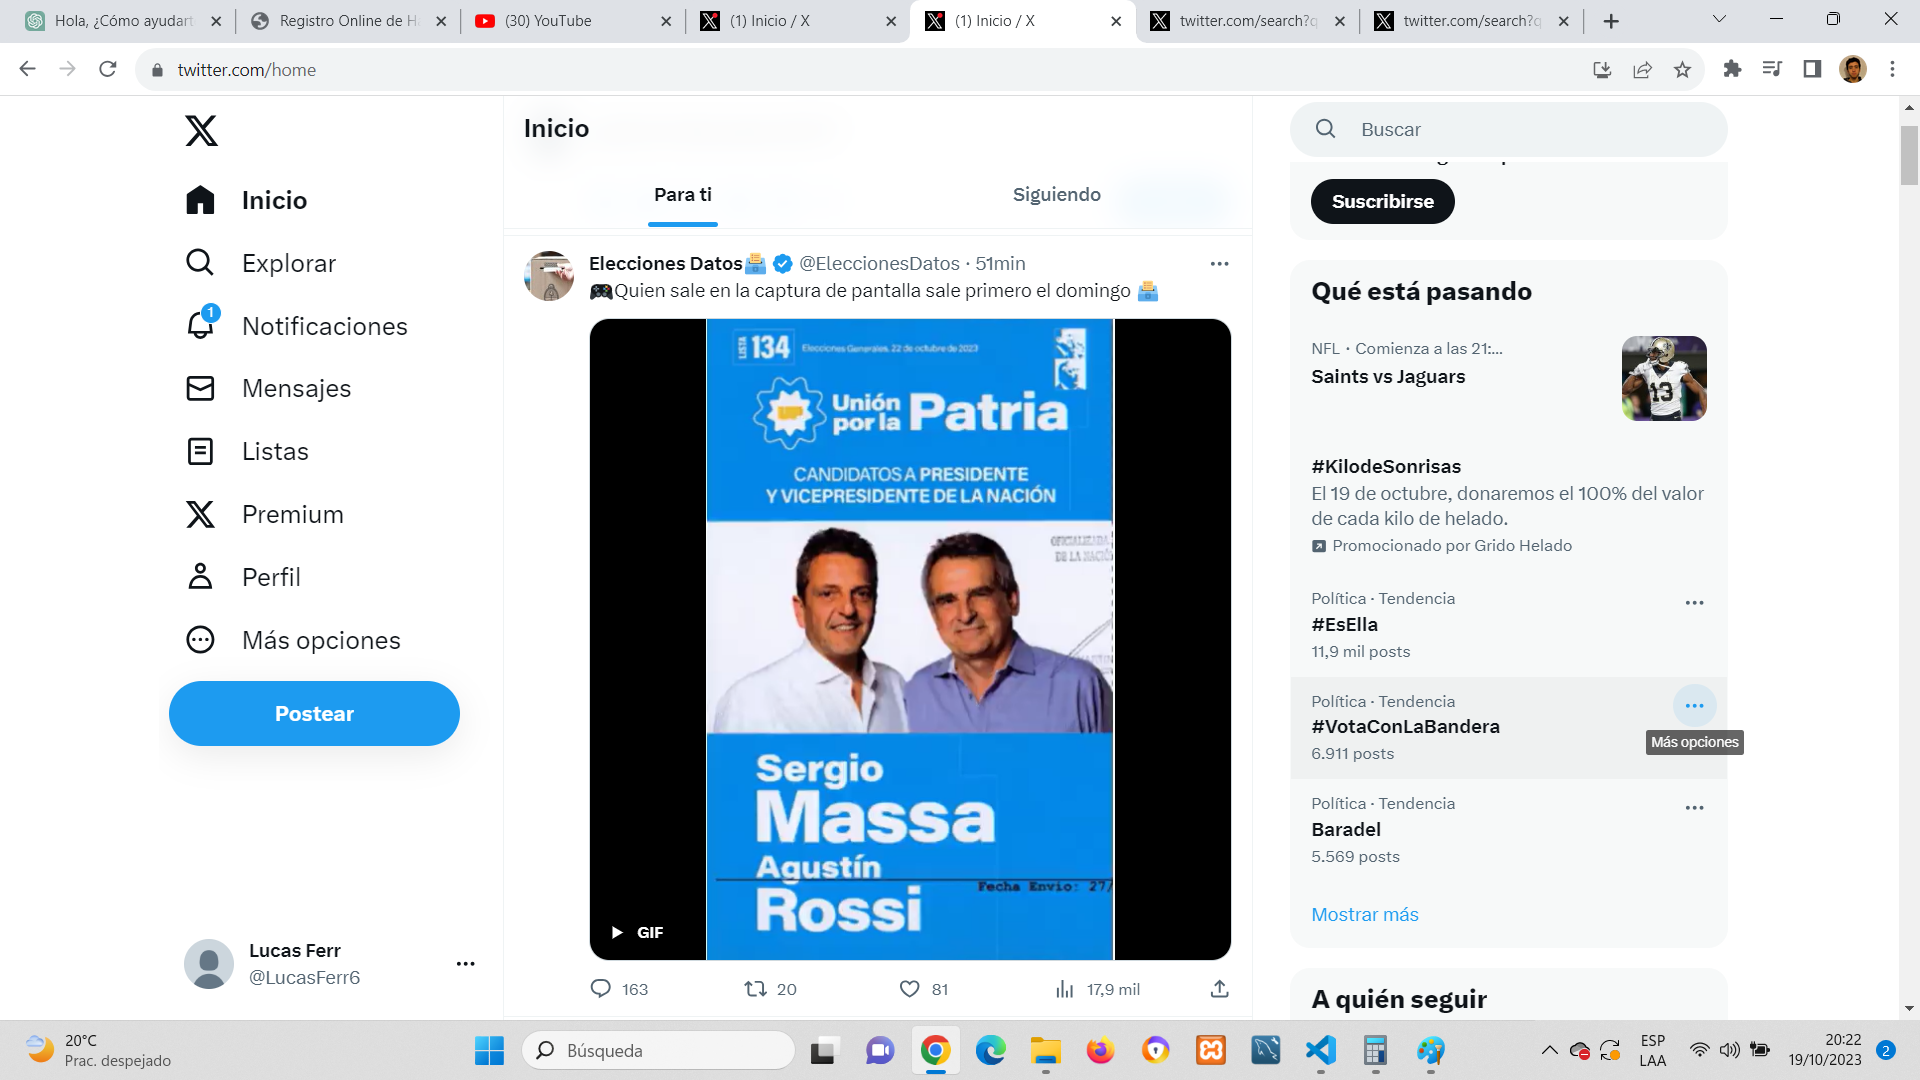 Hola, ¿Cómo ayudart
Registro Online de H
(30) YouTube
(1) Inicio / X
(1) Inicio / X
twitter.com/search?q
twitter.com/search?q
twitter.com/home
Inicio
Explorar
1
Notificaciones
Mensajes
Listas
Premium
Perfil
Más opciones
Postear
Lucas Ferr
@LucasFerr6
Inicio
Para ti
Siguiendo
Elecciones Datos @EleccionesDatos · 51min
Quien sale en la captura de pantalla sale primero el domingo
LISTA 134 Elecciones Generales, 22 de octubre de 2023
UP
Unión por la Patria
CANDIDATOS A PRESIDENTE
Y VICEPRESIDENTE DE LA NACIÓN
OFICIALIZADA
DE LA NACIÓN
Sergio
Massa
Agustín
Fecha Envio: 27/
Rossi
GIF
163
20
81
17,9 mil
Buscar
Suscribirse
Qué está pasando
NFL · Comienza a las 21:...
Saints vs Jaguars
13
#KilodeSonrisas
El 19 de octubre, donaremos el 100% del valor
de cada kilo de helado.
Promocionado por Grido Helado
Política · Tendencia
#EsElla
11,9 mil posts
Política · Tendencia
#VotaConLaBandera
6.911 posts
Más opciones
Política · Tendencia
Baradel
5.569 posts
Mostrar más
A quién seguir
20°C
Prac. despejado
Búsqueda
ESP
LAA
20:22
19/10/2023
2